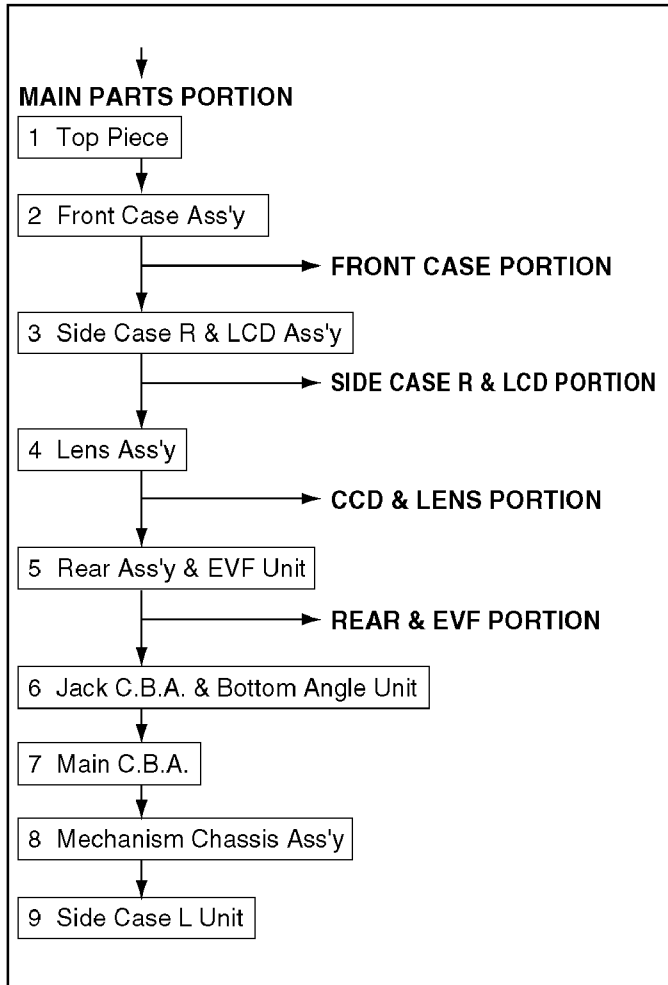 MAIN PARTS PORTION
1 Top Piece
2 Front Case Ass'y
FRONT CASE PORTION
3 Side Case R & LCD Ass'y
SIDE CASE R & LCD PORTION
4 Lens Ass'y
CCD & LENS PORTION
5 Rear Ass'y & EVF Unit
REAR & EVF PORTION
6 Jack C.B.A. & Bottom Angle Unit
7 Main C.B.A.
8 Mechanism Chassis Ass'y
9 Side Case L Unit